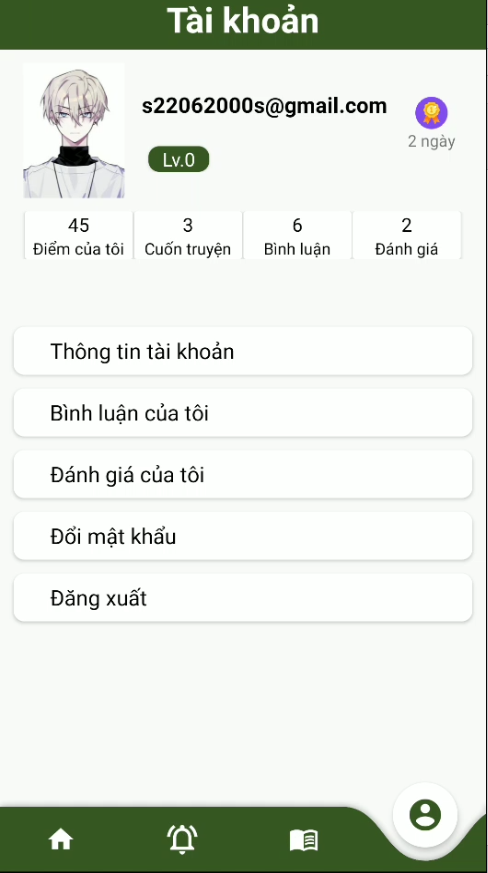 Tài khoản
s22062000s@gmail.com
2 ngày
Lv.0
45 3 6 2
Điểm của tôi Cuốn truyện Bình luận Đánh giá
Thông tin tài khoản
Bình luận của tôi
Đánh giá của tôi
Đổi mật khẩu
Đăng xuất